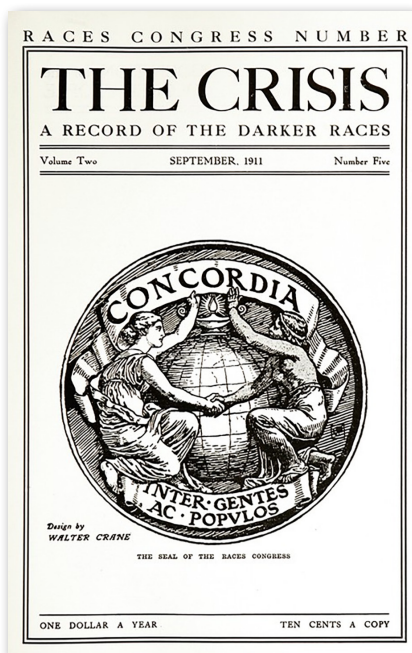 RACES CONGRESS NUMBER
THE CRISIS
A RECORD OF THE DARKER RACES
Volume Two SEPTEMBER, 1911 Number Five
CONCORDIA
INTER · GENTES
AC · POPVLOS
Design by
WALTER CRANE
THE SEAL OF THE RACES CONGRESS
ONE DOLLAR A YEAR TEN CENTS A COPY